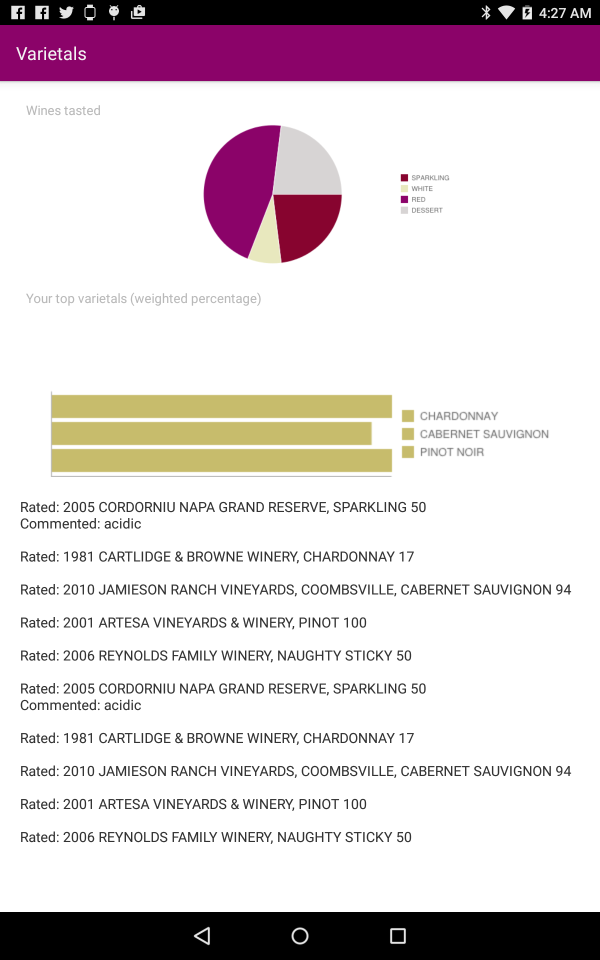 4:27 AM
Varietals
Wines tasted
SPARKLING
WHITE
RED
DESSERT
Your top varietals (weighted percentage)
CHARDONNAY
CABERNET SAUVIGNON
PINOT NOIR
Rated: 2005 CORDORNIU NAPA GRAND RESERVE, SPARKLING 50
Commented: acidic
Rated: 1981 CARTLIDGE & BROWNE WINERY, CHARDONNAY 17
Rated: 2010 JAMIESON RANCH VINEYARDS, COOMBSVILLE, CABERNET SAUVIGNON 94
Rated: 2001 ARTESA VINEYARDS & WINERY, PINOT 100
Rated: 2006 REYNOLDS FAMILY WINERY, NAUGHTY STICKY 50
Rated: 2005 CORDORNIU NAPA GRAND RESERVE, SPARKLING 50
Commented: acidic
Rated: 1981 CARTLIDGE & BROWNE WINERY, CHARDONNAY 17
Rated: 2010 JAMIESON RANCH VINEYARDS, COOMBSVILLE, CABERNET SAUVIGNON 94
Rated: 2001 ARTESA VINEYARDS & WINERY, PINOT 100
Rated: 2006 REYNOLDS FAMILY WINERY, NAUGHTY STICKY 50